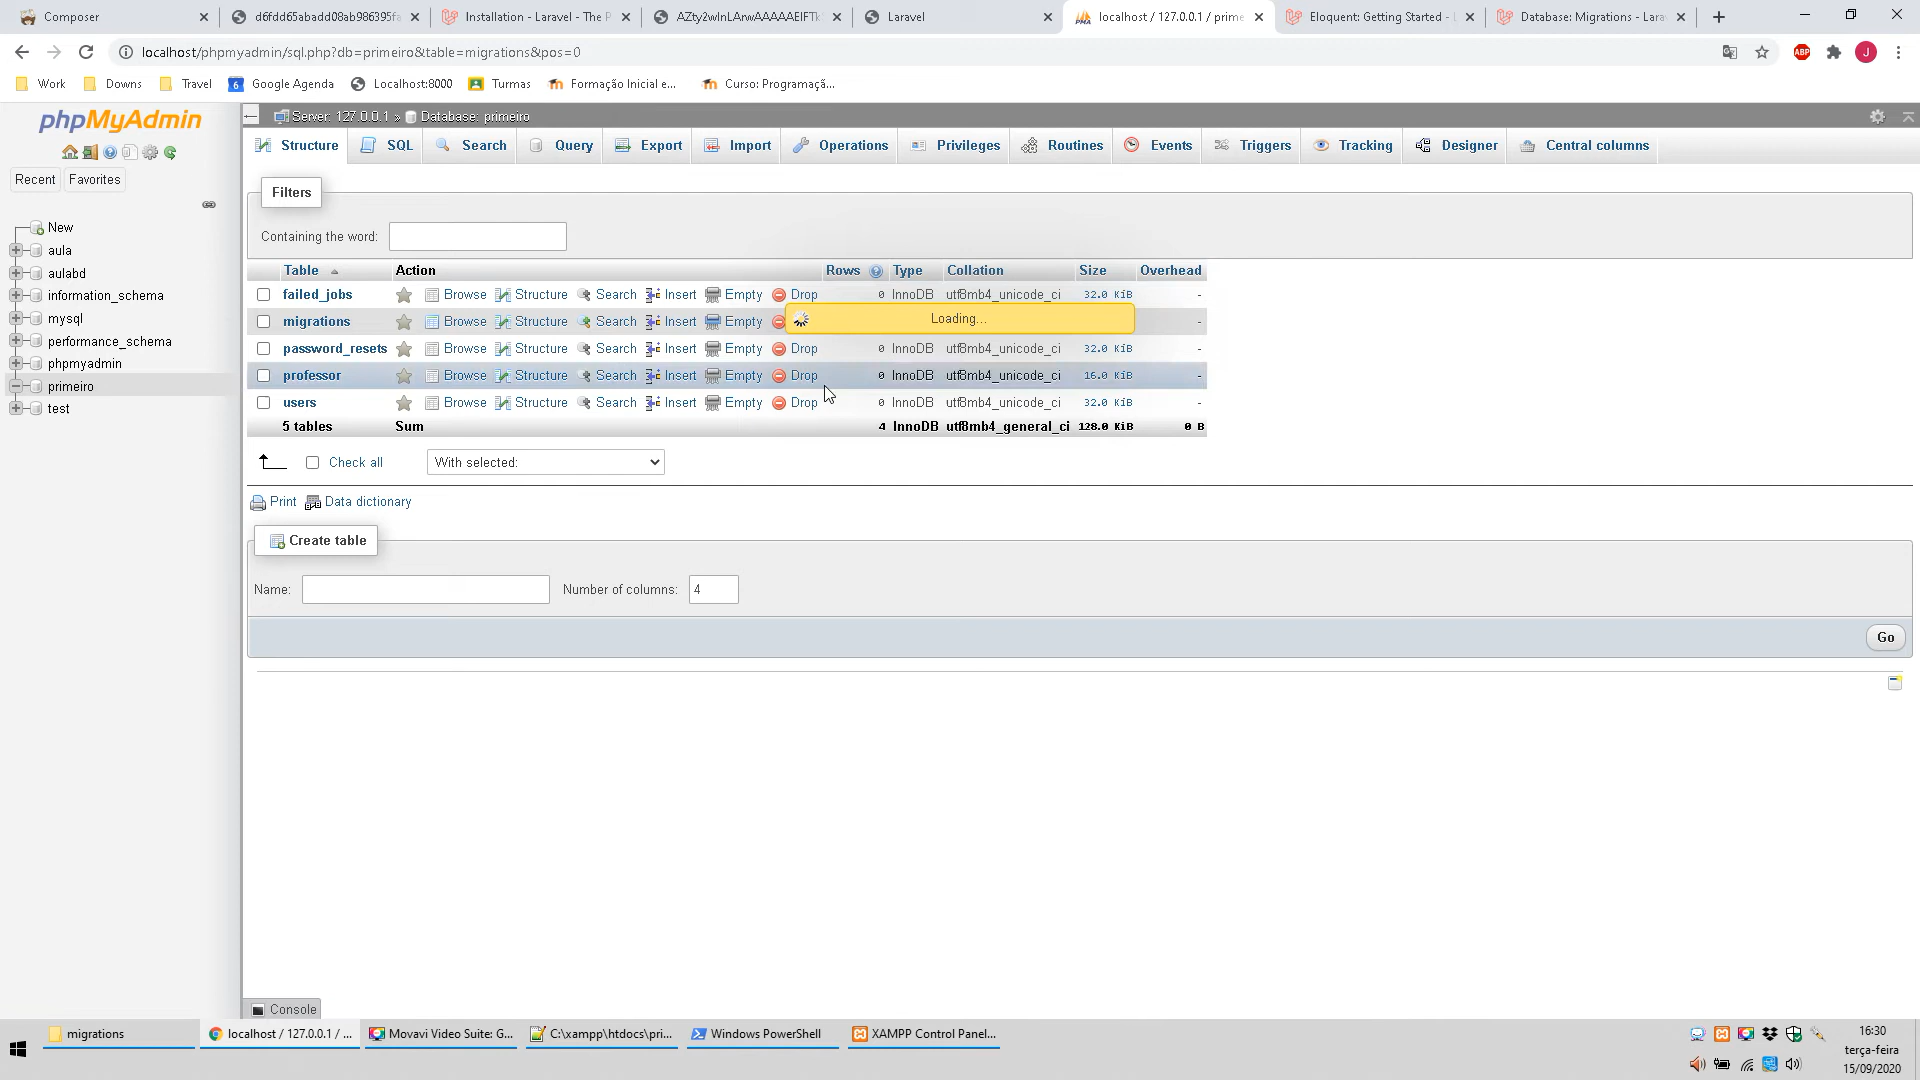 Composer
d6fdd65abadd08ab986395fa
Installation - Laravel - The P
AZty2wInLArwAAAAAElFTk
Laravel
localhost / 127.0.0.1 / prime
Eloquent: Getting Started - L
Database: Migrations - Lara
localhost/phpmyadmin/sql.php?db=primeiro&table=migrations&pos=0
ABP
J
Work
Downs
Travel
6
Google Agenda
Localhost:8000
Turmas
Formação Inicial e...
Curso: Programaçã...
phpMyAdmin
Recent
Favorites
New
aula
aulabd
information_schema
mysql
performance_schema
phpmyadmin
primeiro
test
Server: 127.0.0.1 » Database: primeiro
Structure
SQL
Search
Query
Export
Import
Operations
Privileges
Routines
Events
Triggers
Tracking
Designer
Central columns
Filters
Containing the word:
Table Action Rows Type Collation Size Overhead
failed_jobs Browse Structure Search Insert Empty Drop 0 InnoDB utf8mb4_unicode_ci 32.0 KiB -
migrations Browse Structure Search Insert Empty -
Loading...
password_resets Browse Structure Search Insert Empty Drop 0 InnoDB utf8mb4_unicode_ci 32.0 KiB -
professor Browse Structure Search Insert Empty Drop 0 InnoDB utf8mb4_unicode_ci 16.0 KiB -
users Browse Structure Search Insert Empty Drop 0 InnoDB utf8mb4_unicode_ci 32.0 KiB -
5 tables Sum 4 InnoDB utf8mb4_general_ci 128.0 KiB 0 B
Check all
With selected:
Print
Data dictionary
Create table
Name:
Number of columns: 4
Go
Console
migrations
localhost / 127.0.0.1 / ...
Movavi Video Suite: G...
C:\xampp\htdocs\pri...
Windows PowerShell
XAMPP Control Panel...
16:30
terça-feira
15/09/2020